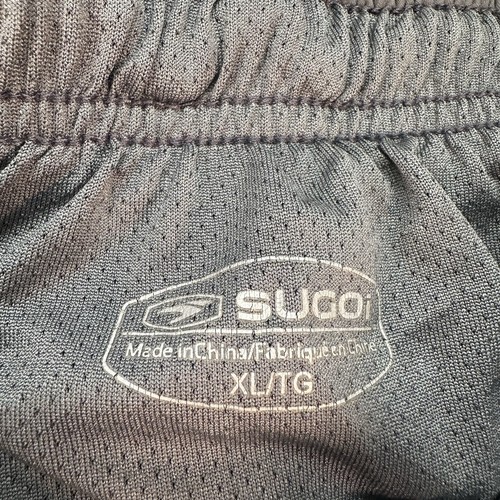 SUGOi
Made in China/Fabriqué en Chine
XL/TG